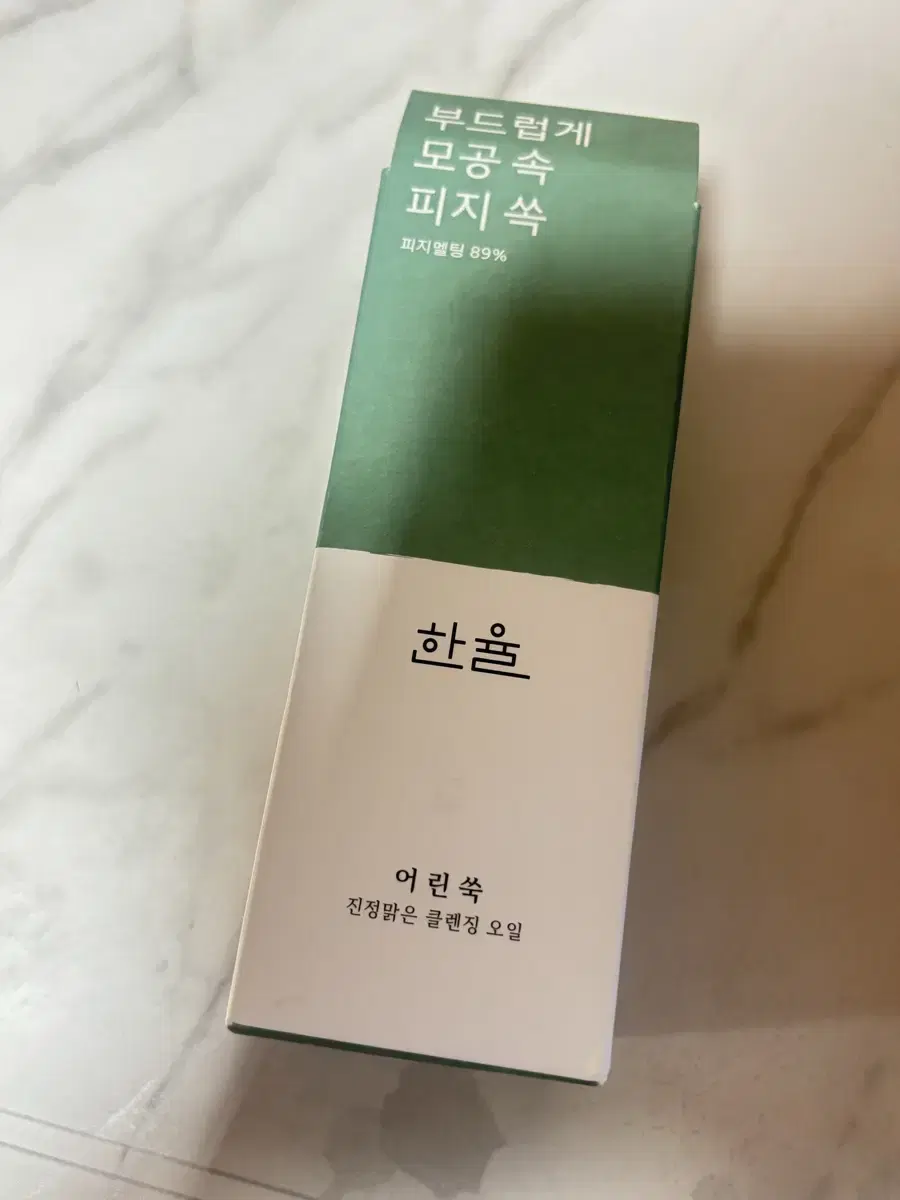 부드럽게
모공 속
피지 쏙
피지멜팅 89%
한율
어린쑥
진정맑은 클렌징 오일